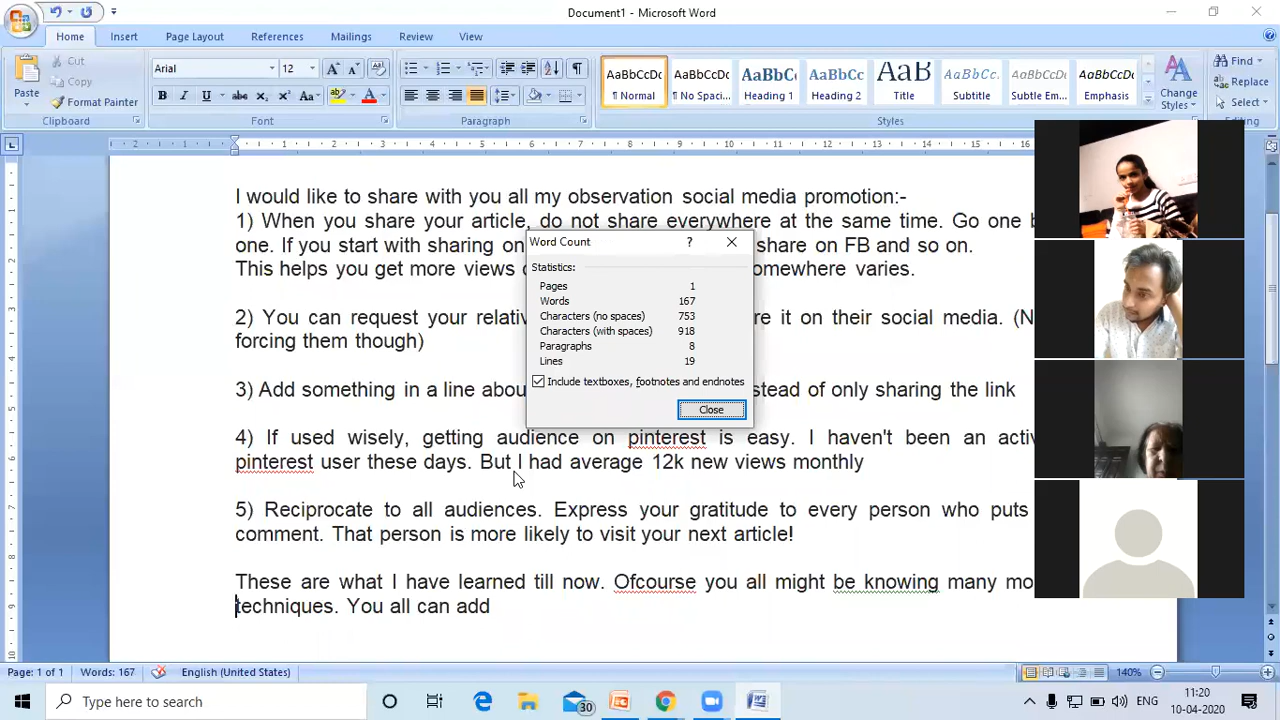 Document1 - Microsoft Word
Home Insert Page Layout References Mailings Review View
Paste
Cut
Copy
Format Painter
Clipboard
Arial 12
Font
Paragraph
AaBbCcDc AaBbCcDc AaBbCc AaBbCc AaB AaBbCcL AaBbCcDc AaBbCcDc
¶ Normal ¶ No Spaci... Heading 1 Heading 2 Title Subtitle Subtle Em... Emphasis
Change Styles
Styles
Find
Replace
Select
Editing
I would like to share with you all my observation social media promotion:-
1) When you share your article, do not share everywhere at the same time. Go one
one. If you start with sharing on share on FB and so on.
This helps you get more views varies.
2) You can request your it on their social media.
forcing them though)
3) Add something in a line of only sharing the link
4) If used wisely, getting audience on pinterest is easy. I haven't been an
pinterest user these days. But I had average 12k new views monthly
5) Reciprocate to all audiences. Express your gratitude to every person who puts
comment. That person is more likely to visit your next article!
These are what I have learned till now. Ofcourse you all might be knowing many
techniques. You all can add
Word Count ?
Statistics:
Pages 1
Words 167
Characters (no spaces) 753
Characters (with spaces) 918
Paragraphs 8
Lines 19
Include textboxes, footnotes and endnotes
Close
Page: 1 of 1 Words: 167 English (United States) 140%
Type here to search
30
ENG
11:20
10-04-2020